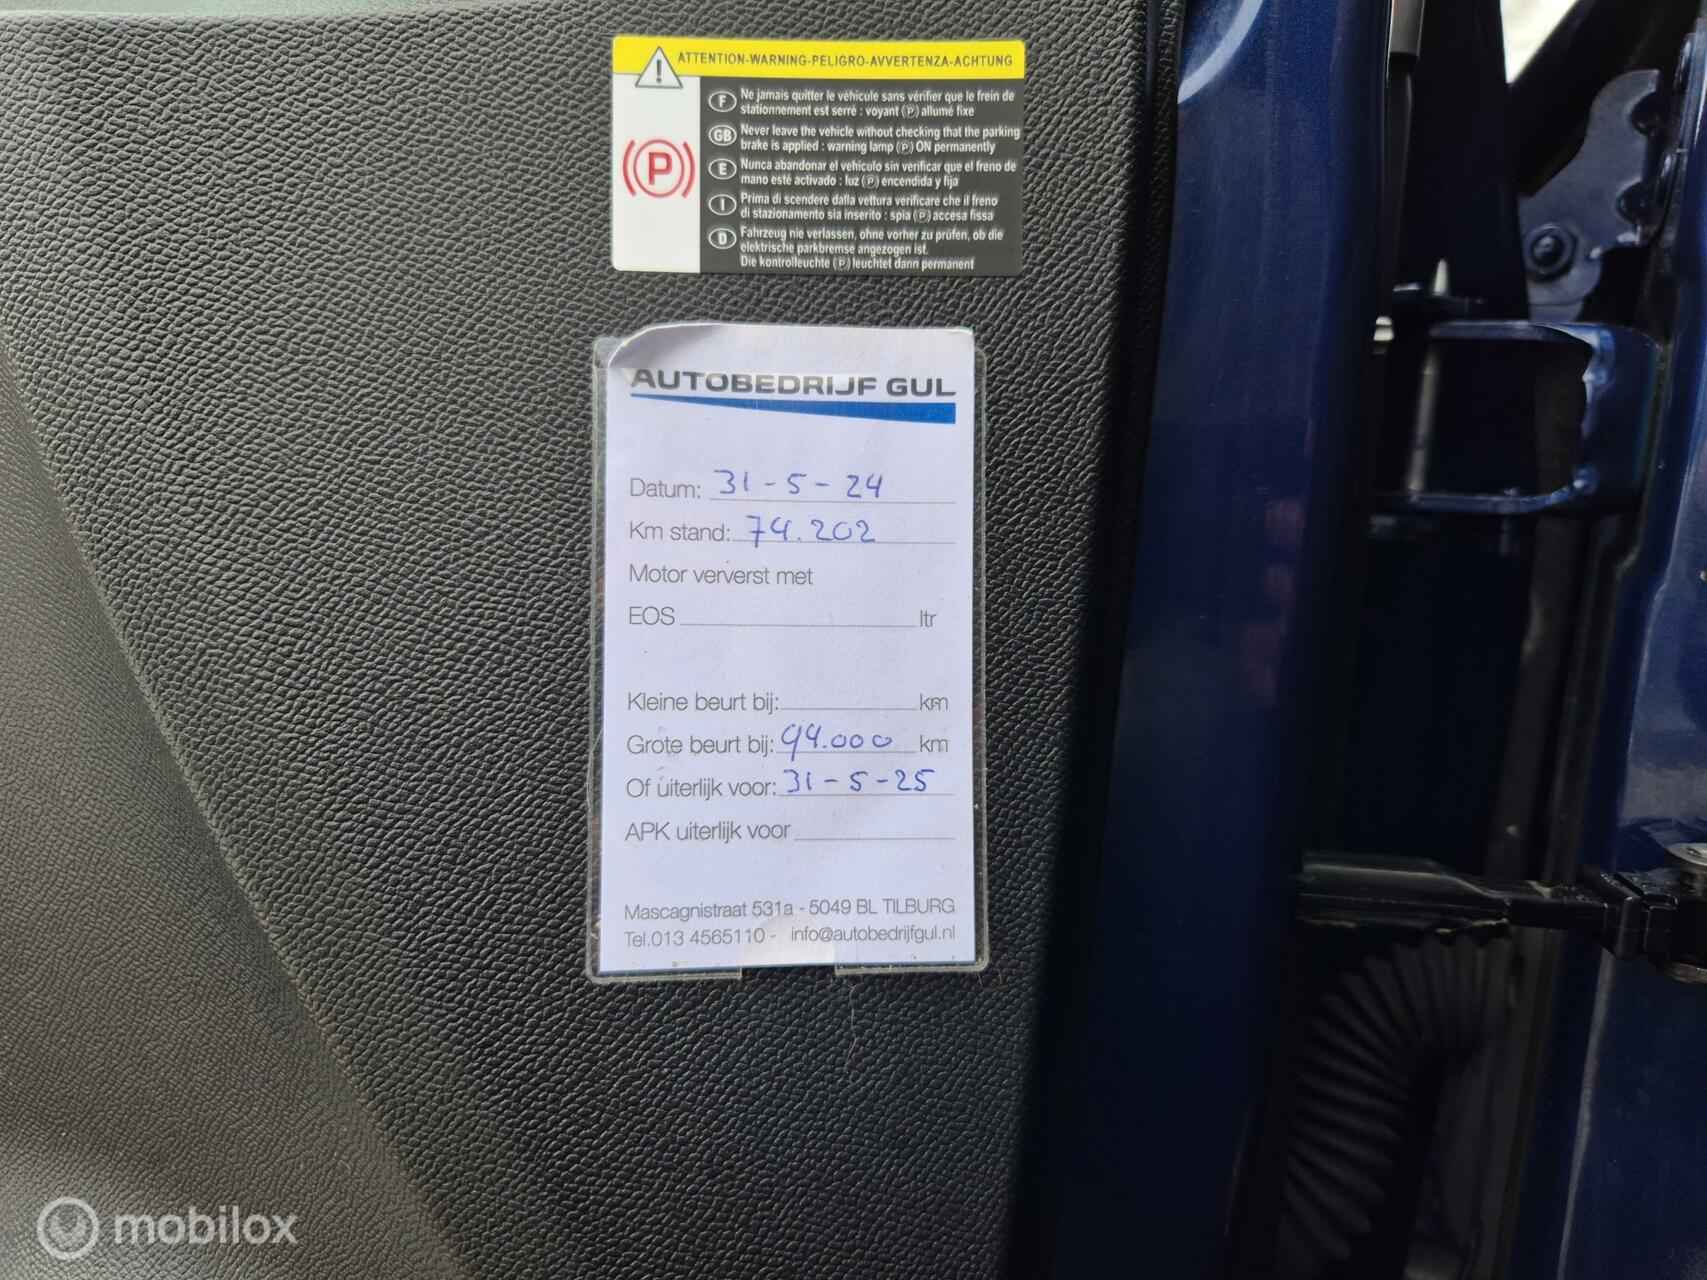 ATTENTION-WARNING-PELIGRO-AVVERTENZA-ACHTUNG
F Ne jamais quitter le véhicule sans vérifier que le frein de
stationnement est serré : voyant (P) allumé fixe
GB Never leave the vehicle without checking that the parking
brake is applied : warning lamp (P) ON permanently
E Nunca abandonar el vehiculo sin verificar que el freno de
mano esté activado : luz (P) encendida y fija
I Prima di scendere dalla vettura verificare che il freno
di stazionamento sia inserito : spia (P) accesa fissa
D Fahrzeug nie verlassen, ohne vorher zu prüfen, ob die
elektrische parkbremse angezogen ist.
Die kontrolleuchte (P) leuchtet dann permanent
(P)
AUTOBEDRIJF GUL
Datum: 31-5-24
Km stand: 74.202
Motor ververst met
EOS ltr
Kleine beurt bij: km
Grote beurt bij: 94.000 km
Of uiterlijk voor: 31-5-25
APK uiterlijk voor
Mascagnistraat 531a - 5049 BL TILBURG
Tel.013 4565110 - info@autobedrijfgul.nl
mobilox